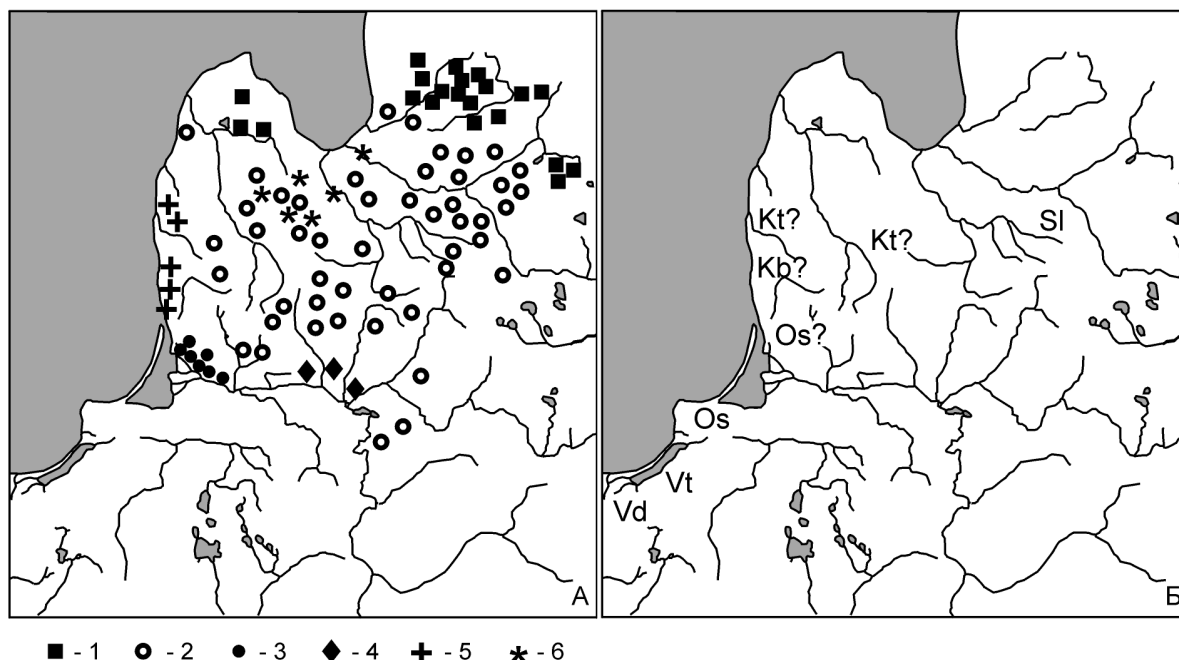 Kt?
Kt?
Sl
Kb?
Os?
Os
Vt
Vd
А
Б
- 1 - 2 - 3 - 4 - 5 - 6